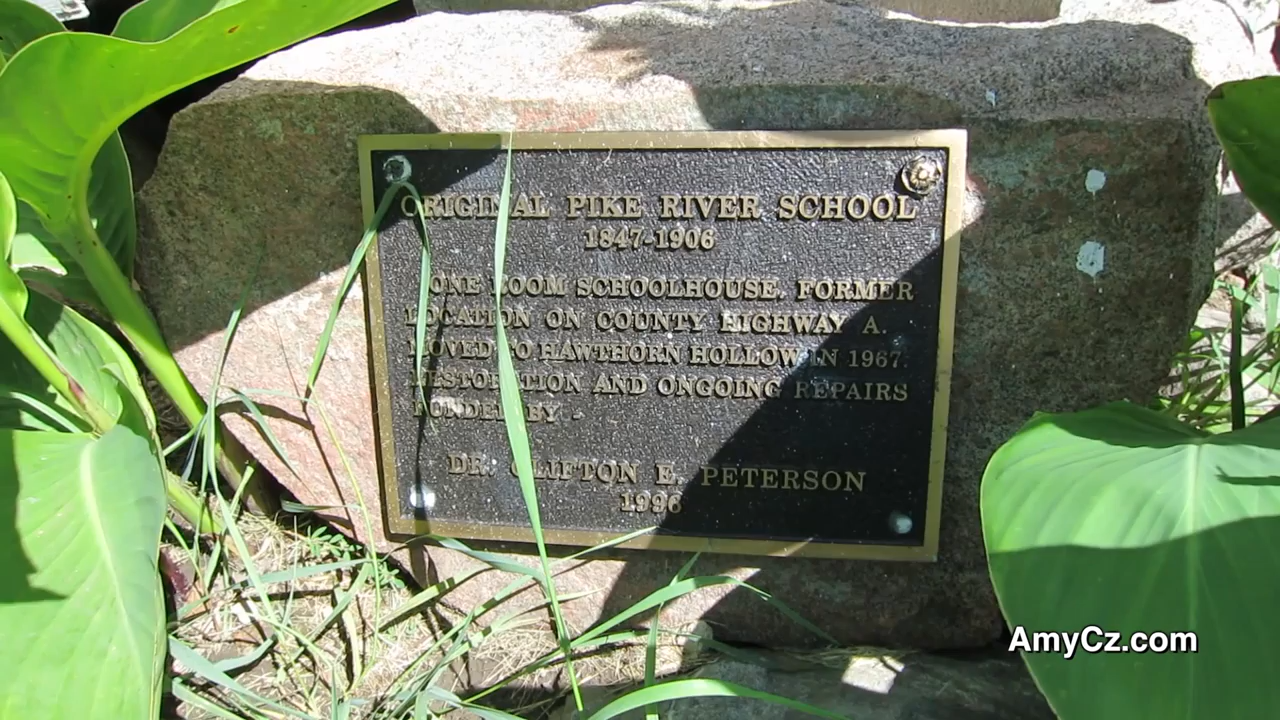 ORIGINAL PIKE RIVER SCHOOL
1847-1906
ONE ROOM SCHOOLHOUSE. FORMER
LOCATION ON COUNTY HIGHWAY A.
MOVED TO HAWTHORN HOLLOW IN 1967.
RESTORATION AND ONGOING REPAIRS
FUNDED BY -
DR. CLIFTON E. PETERSON
1996
AmyCz.com